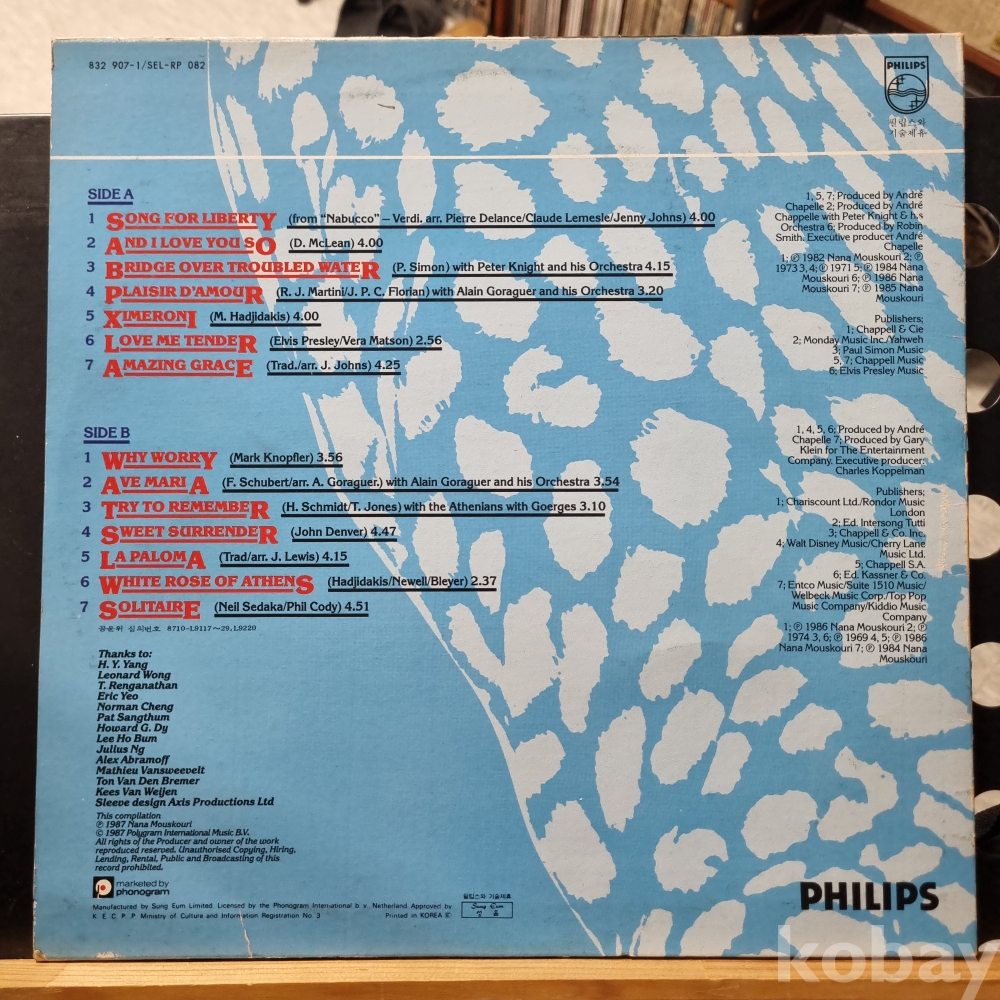 832 907-1/SEL-RP 082
PHILIPS
필립스와
기술제휴
SIDE A
1 SONG FOR LIBERTY (from "Nabucco" – Verdi. arr. Pierre Delance/Claude Lemesle/Jenny Johns) 4.00
2 AND I LOVE YOU SO (D. McLean) 4.00
3 BRIDGE OVER TROUBLED WATER (P. Simon) with Peter Knight and his Orchestra 4.15
4 PLAISIR D'AMOUR (R. J. Martini/J. P. C. Florian) with Alain Goraguer and his Orchestra 3.20
5 XIMERONI (M. Hadjidakis) 4.00
6 LOVE ME TENDER (Elvis Presley/Vera Matson) 2.56
7 AMAZING GRACE (Trad./arr. J. Johns) 4.25
1, 5, 7; Produced by André
Chapelle 2; Produced by André
Chappelle with Peter Knight & h,s
Orchestra 6; Produced by Robin
Smith. Executive producer André
Chapelle
1; ℗ 1982 Nana Mouskouri 2; ℗
1973 3, 4; ℗ 1971 5; ℗ 1984 Nana
Mouskouri 6; ℗ 1986 Nana
Mouskouri 7; ℗ 1985 Nana
Mouskouri
Publishers;
1; Chappell & Cie
2; Monday Music Inc./Yahweh
3; Paul Simon Music
5, 7; Chappell Music
6; Elvis Presley Music
SIDE B
1 WHY WORRY (Mark Knopfler) 3.56
2 AVE MARIA (F. Schubert/arr. A. Goraguer.) with Alain Goraguer and his Orchestra 3,54
3 TRY TO REMEMBER (H. Schmidt/T. Jones) with the Athenians with Goerges 3.10
4 SWEET SURRENDER (John Denver) 4.47
5 LA PALOMA (Trad/arr. J. Lewis) 4.15
6 WHITE ROSE OF ATHENS (Hadjidakis/Newell/Bleyer) 2.37
7 SOLITAIRE (Neil Sedaka/Phil Cody) 4.51
공윤위 심의번호 8710-L9117~29,L9220
1, 4, 5, 6; Produced by André
Chapelle 7; Produced by Gary
Klein for The Entertainment
Company. Executive producer:
Charles Koppelman
Publishers;
1; Chariscount Ltd./Rondor Music
London
2; Ed. Intersong Tutti
3; Chappell & Co. Inc.
4; Walt Disney Music/Cherry Lane
Music Ltd.
5; Chappell S.A.
6; Ed. Kassner & Co.
7; Entco Music/Suite 1510 Music/
Welbeck Music Corp./Top Pop
Music Company/Kiddio Music
Company
1; ℗ 1986 Nana Mouskouri 2; ℗
1974 3, 6; ℗ 1969 4, 5; ℗ 1986
Nana Mouskouri 7; ℗ 1984 Nana
Mouskouri
Thanks to:
H. Y. Yang
Leonard Wong
T. Renganathan
Eric Yeo
Norman Cheng
Pat Sangthum
Howard G. Dy
Lee Ho Bum
Julius Ng
Alex Abramoff
Mathieu Vansweevelt
Ton Van Den Bremer
Kees Van Weijen
Sleeve design Axis Productions Ltd
This compilation
℗ 1987 Nana Mouskouri
© 1987 Polygram International Music B.V.
All rights of the Producer and owner of the work
reproduced reserved. Unauthorised Copying, Hiring,
Lending, Rental, Public and Broadcasting of this
record prohibited.
marketed by
phonogram
Manufactured by Sung Eum Limited Licensed by the Phonogram International b v. Netherland Approved by
K E C P P Ministry of Culture and Information Registration No 3 Printed in KOREA Ⓔ
필립스와 기술제휴
Sung Eum
성음
PHILIPS
kobay